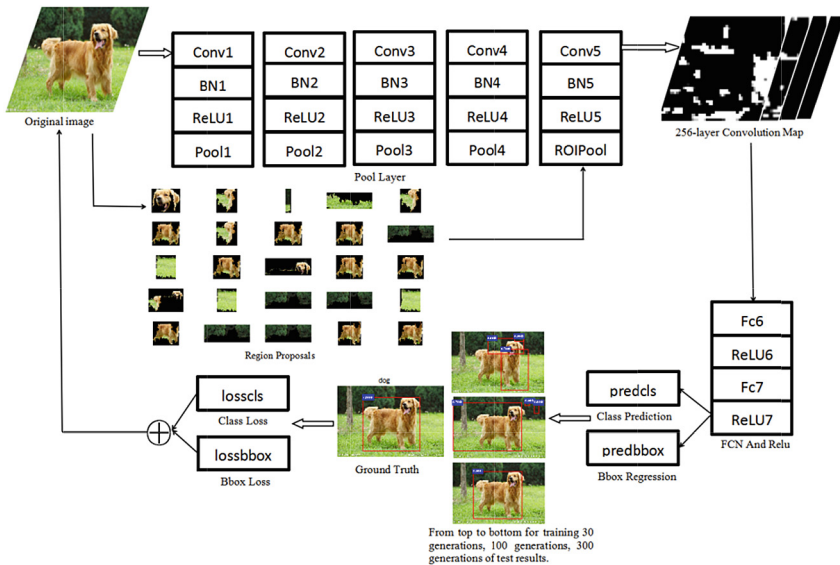 Conv1
Conv2
Conv3
Conv4
Conv5
BN1
BN2
BN3
BN4
BN5
ReLU1
ReLU2
ReLU3
ReLU4
ReLU5
Pool1
Pool2
Pool3
Pool4
ROIPool
Original image
256-layer Convolution Map
Pool Layer
Region Proposals
Fc6
ReLU6
Fc7
ReLU7
FCN And Relu
predcls
Class Prediction
predbbox
Bbox Regression
dog
Ground Truth
losscls
Class Loss
lossbbox
Bbox Loss
From top to bottom for training 30
generations, 100 generations, 300
generations of test results.